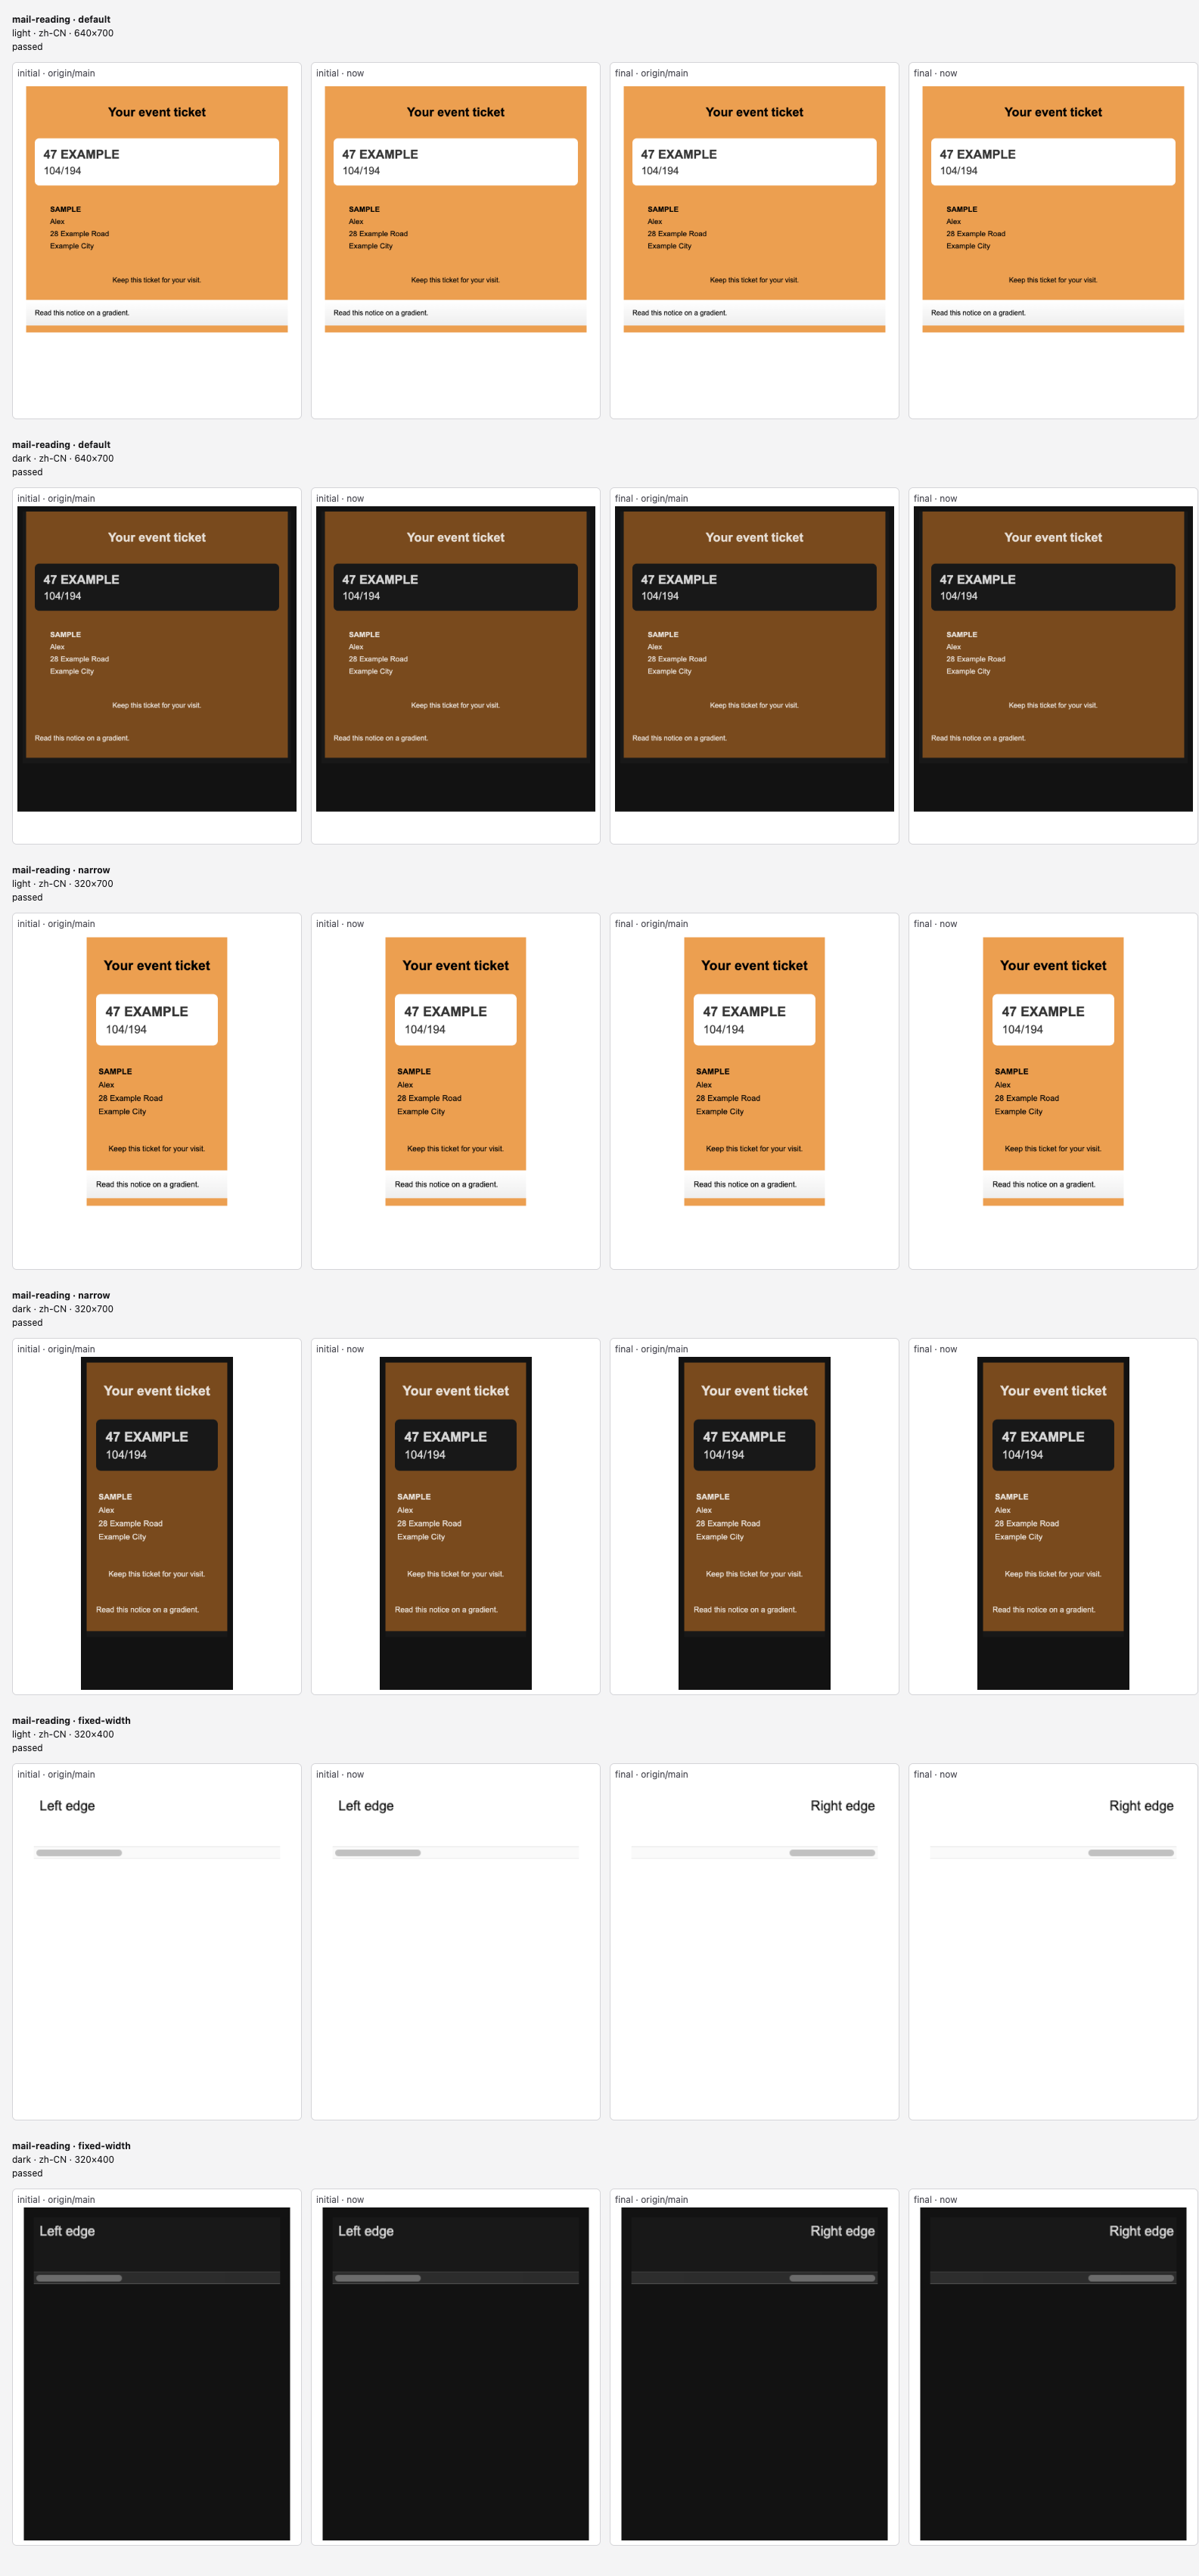 mail-reading · default
light · zh-CN · 640×700
passed
initial · origin/main
Your event ticket
47 EXAMPLE
104/194
SAMPLE
Alex
28 Example Road
Example City
Keep this ticket for your visit.
Read this notice on a gradient.
initial · now
Your event ticket
47 EXAMPLE
104/194
SAMPLE
Alex
28 Example Road
Example City
Keep this ticket for your visit.
Read this notice on a gradient.
final · origin/main
Your event ticket
47 EXAMPLE
104/194
SAMPLE
Alex
28 Example Road
Example City
Keep this ticket for your visit.
Read this notice on a gradient.
final · now
Your event ticket
47 EXAMPLE
104/194
SAMPLE
Alex
28 Example Road
Example City
Keep this ticket for your visit.
Read this notice on a gradient.
mail-reading · default
dark · zh-CN · 640×700
passed
initial · origin/main
Your event ticket
47 EXAMPLE
104/194
SAMPLE
Alex
28 Example Road
Example City
Keep this ticket for your visit.
Read this notice on a gradient.
initial · now
Your event ticket
47 EXAMPLE
104/194
SAMPLE
Alex
28 Example Road
Example City
Keep this ticket for your visit.
Read this notice on a gradient.
final · origin/main
Your event ticket
47 EXAMPLE
104/194
SAMPLE
Alex
28 Example Road
Example City
Keep this ticket for your visit.
Read this notice on a gradient.
final · now
Your event ticket
47 EXAMPLE
104/194
SAMPLE
Alex
28 Example Road
Example City
Keep this ticket for your visit.
Read this notice on a gradient.
mail-reading · narrow
light · zh-CN · 320×700
passed
initial · origin/main
Your event ticket
47 EXAMPLE
104/194
SAMPLE
Alex
28 Example Road
Example City
Keep this ticket for your visit.
Read this notice on a gradient.
initial · now
Your event ticket
47 EXAMPLE
104/194
SAMPLE
Alex
28 Example Road
Example City
Keep this ticket for your visit.
Read this notice on a gradient.
final · origin/main
Your event ticket
47 EXAMPLE
104/194
SAMPLE
Alex
28 Example Road
Example City
Keep this ticket for your visit.
Read this notice on a gradient.
final · now
Your event ticket
47 EXAMPLE
104/194
SAMPLE
Alex
28 Example Road
Example City
Keep this ticket for your visit.
Read this notice on a gradient.
mail-reading · narrow
dark · zh-CN · 320×700
passed
initial · origin/main
Your event ticket
47 EXAMPLE
104/194
SAMPLE
Alex
28 Example Road
Example City
Keep this ticket for your visit.
Read this notice on a gradient.
initial · now
Your event ticket
47 EXAMPLE
104/194
SAMPLE
Alex
28 Example Road
Example City
Keep this ticket for your visit.
Read this notice on a gradient.
final · origin/main
Your event ticket
47 EXAMPLE
104/194
SAMPLE
Alex
28 Example Road
Example City
Keep this ticket for your visit.
Read this notice on a gradient.
final · now
Your event ticket
47 EXAMPLE
104/194
SAMPLE
Alex
28 Example Road
Example City
Keep this ticket for your visit.
Read this notice on a gradient.
mail-reading · fixed-width
light · zh-CN · 320×400
passed
initial · origin/main
Left edge
initial · now
Left edge
final · origin/main
Right edge
final · now
Right edge
mail-reading · fixed-width
dark · zh-CN · 320×400
passed
initial · origin/main
Left edge
initial · now
Left edge
final · origin/main
Right edge
final · now
Right edge